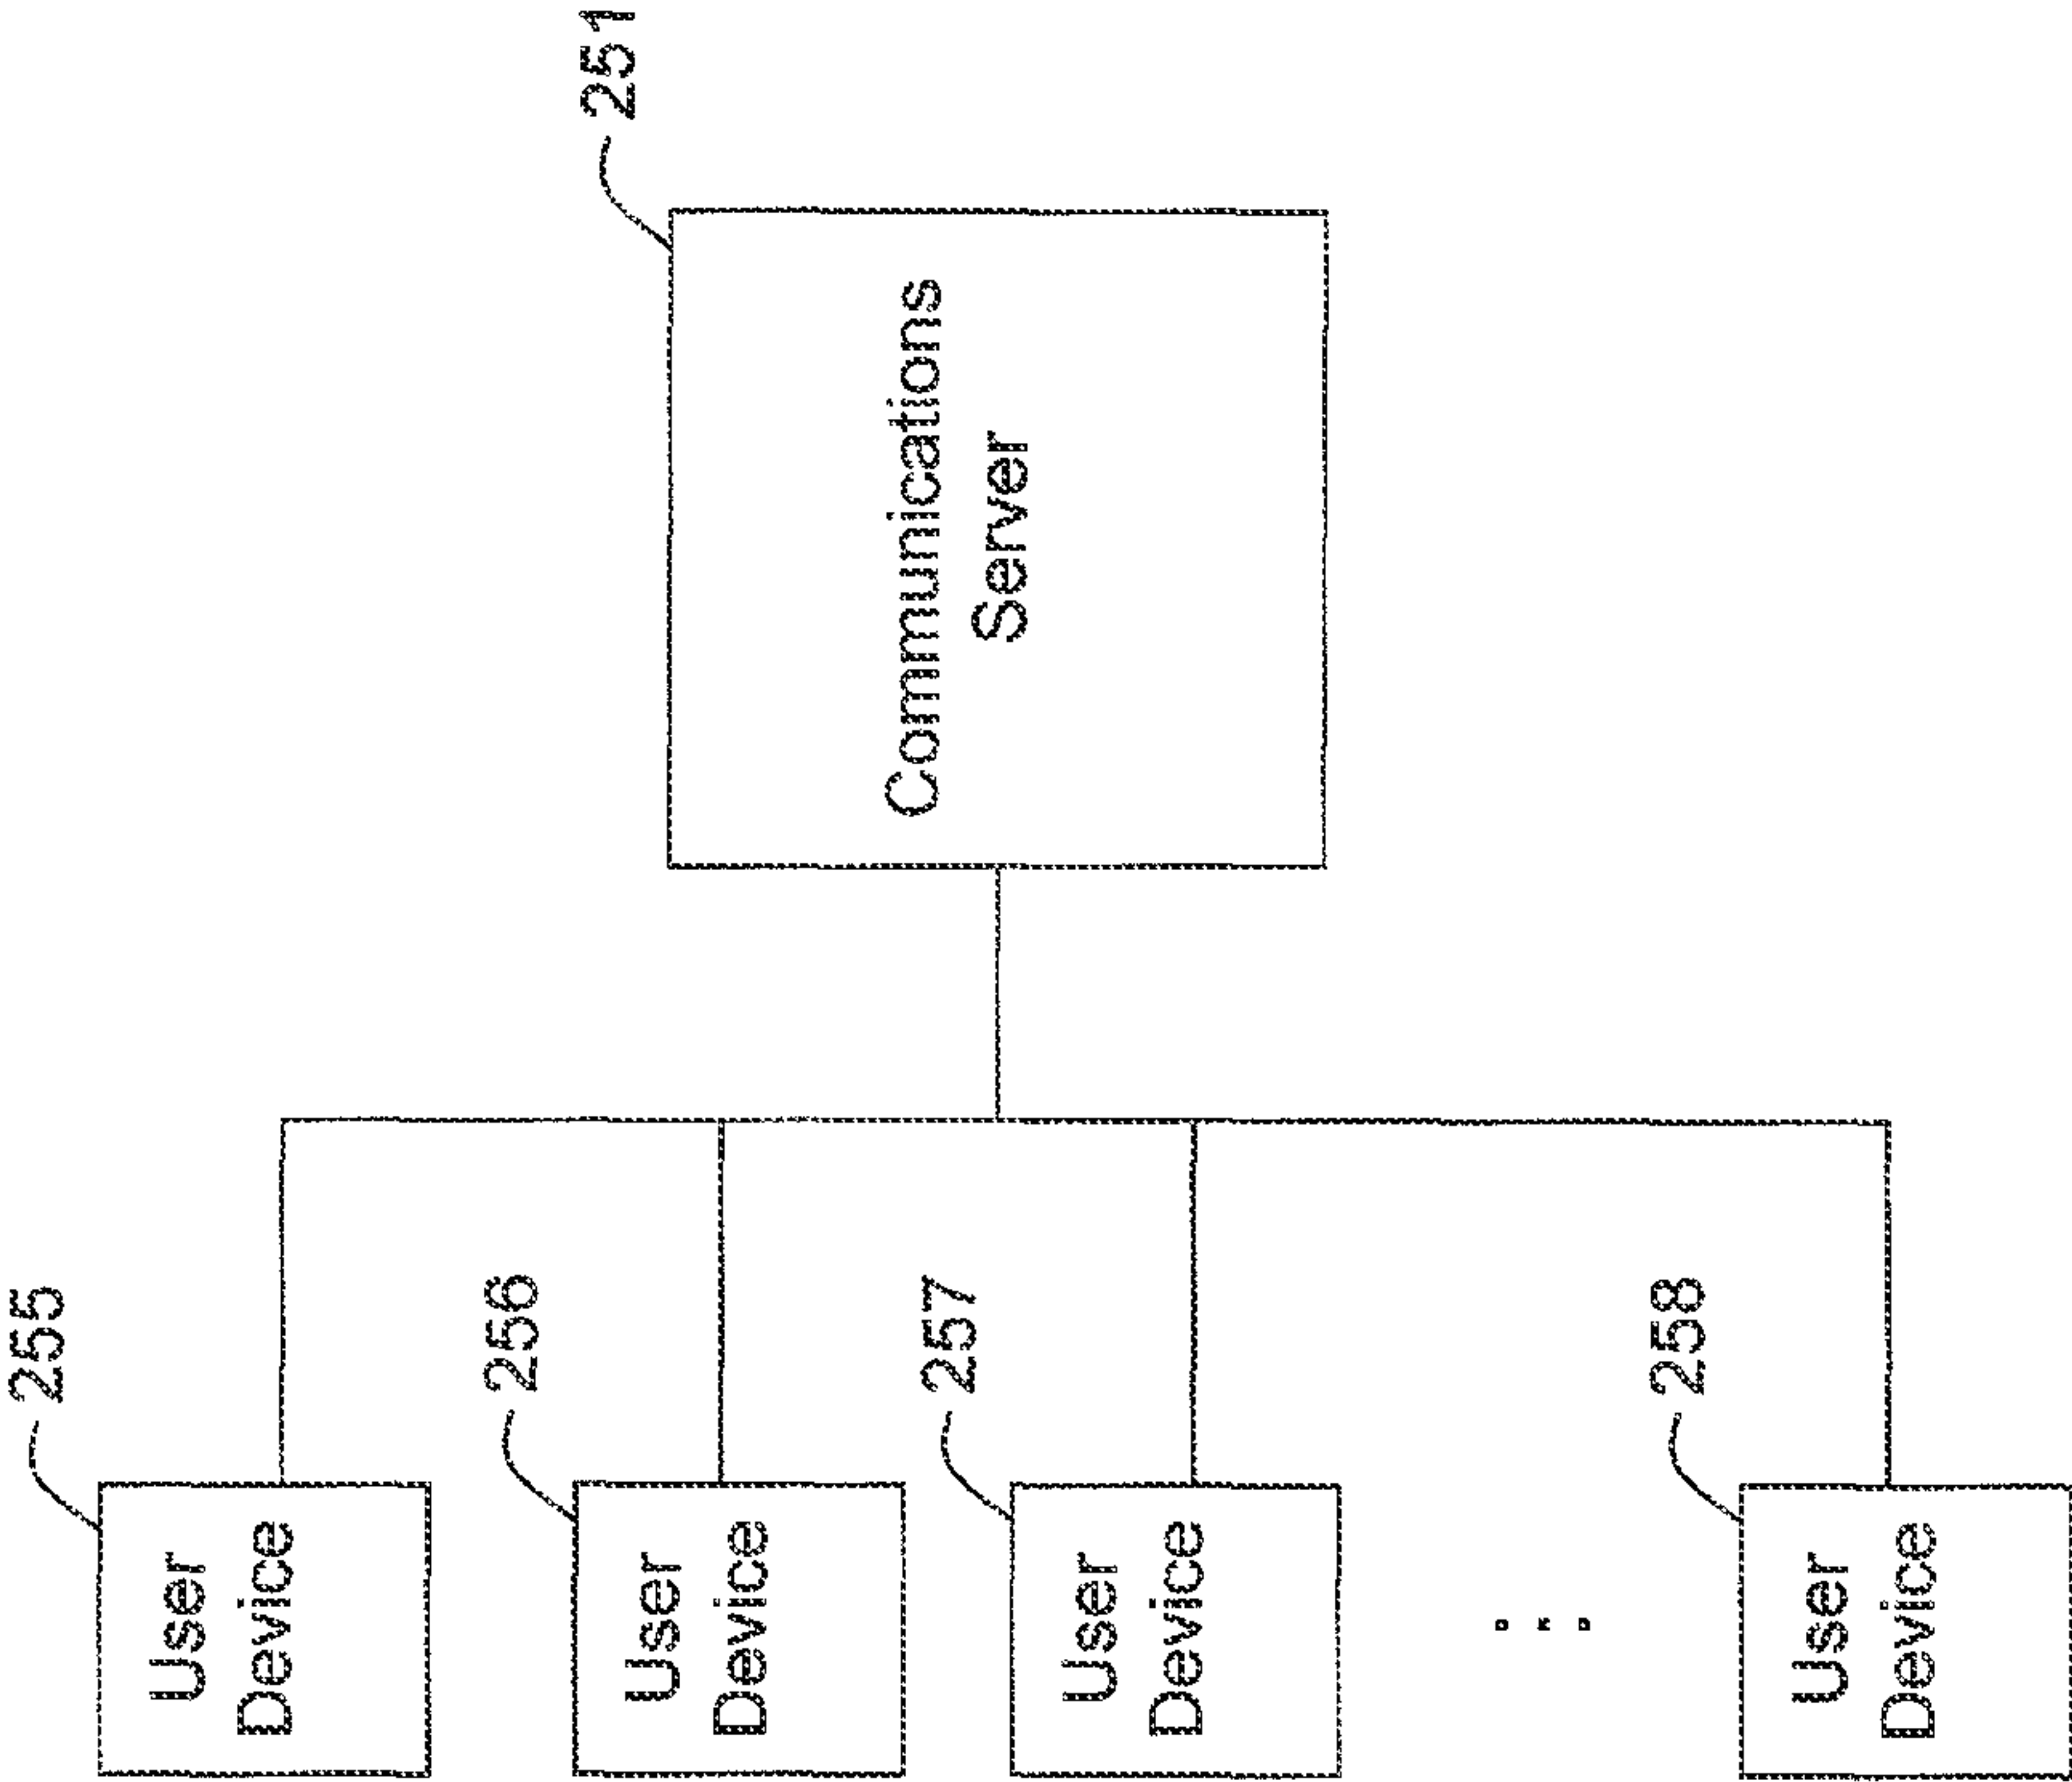 251
Communications
Server
255
User
Device
256
User
Device
257
User
Device
258
User
Device